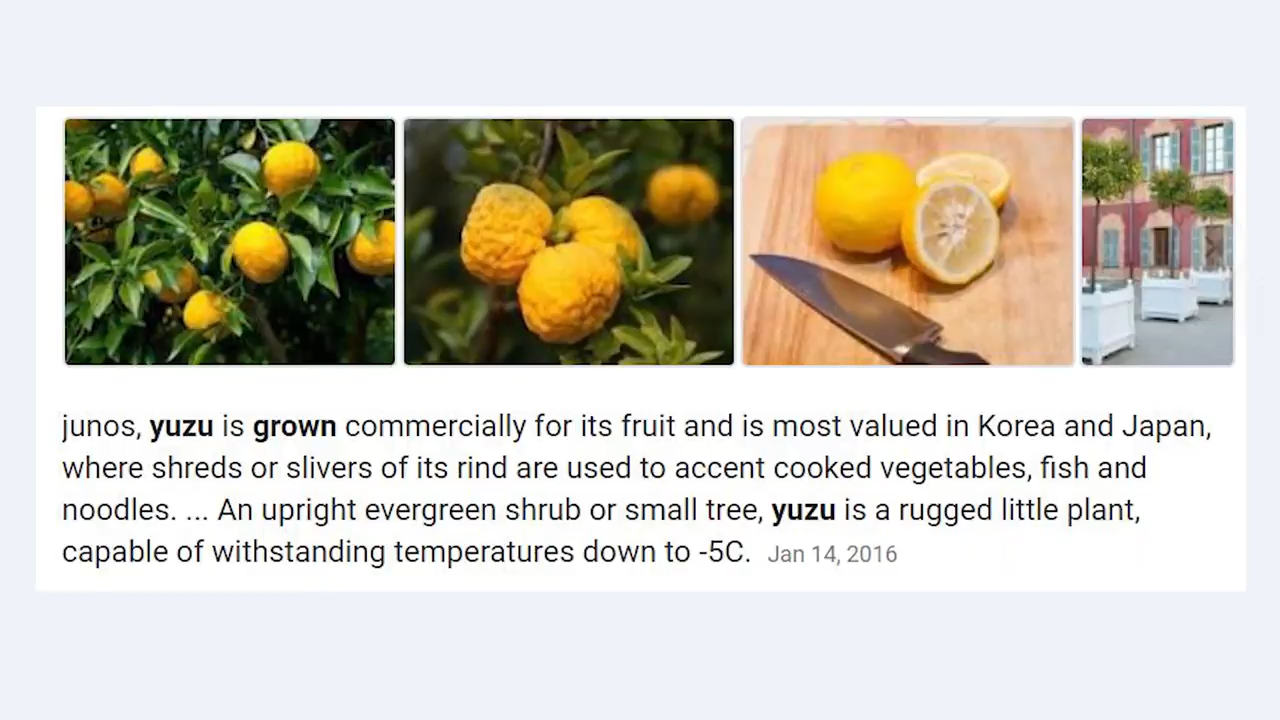 junos, yuzu is grown commercially for its fruit and is most valued in Korea and Japan,
where shreds or slivers of its rind are used to accent cooked vegetables, fish and
noodles. ... An upright evergreen shrub or small tree, yuzu is a rugged little plant,
capable of withstanding temperatures down to -5C. Jan 14, 2016